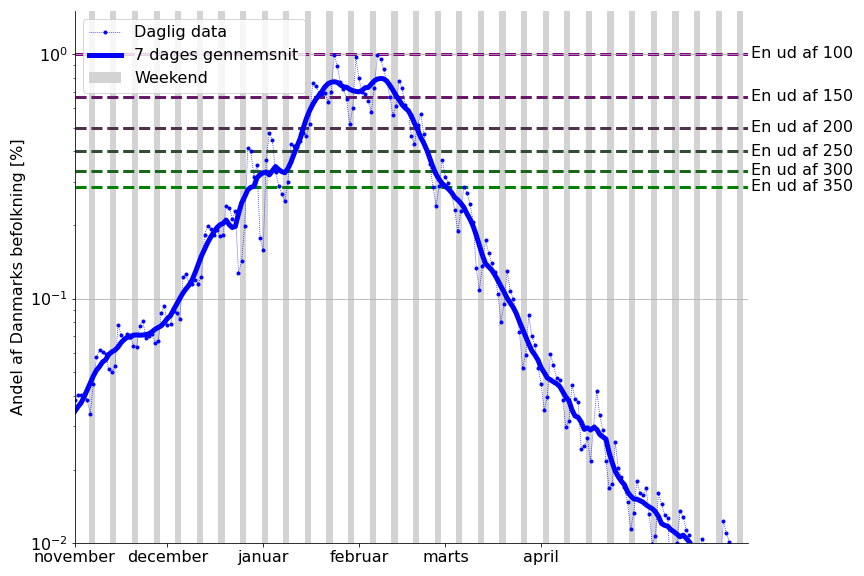 Daglig data
7 dages gennemsnit
Weekend
En ud af 100
En ud af 150
En ud af 200
En ud af 250
En ud af 300
En ud af 350
Andel af Danmarks befolkning [%]
10⁰
10⁻¹
10⁻²
november december januar februar marts april